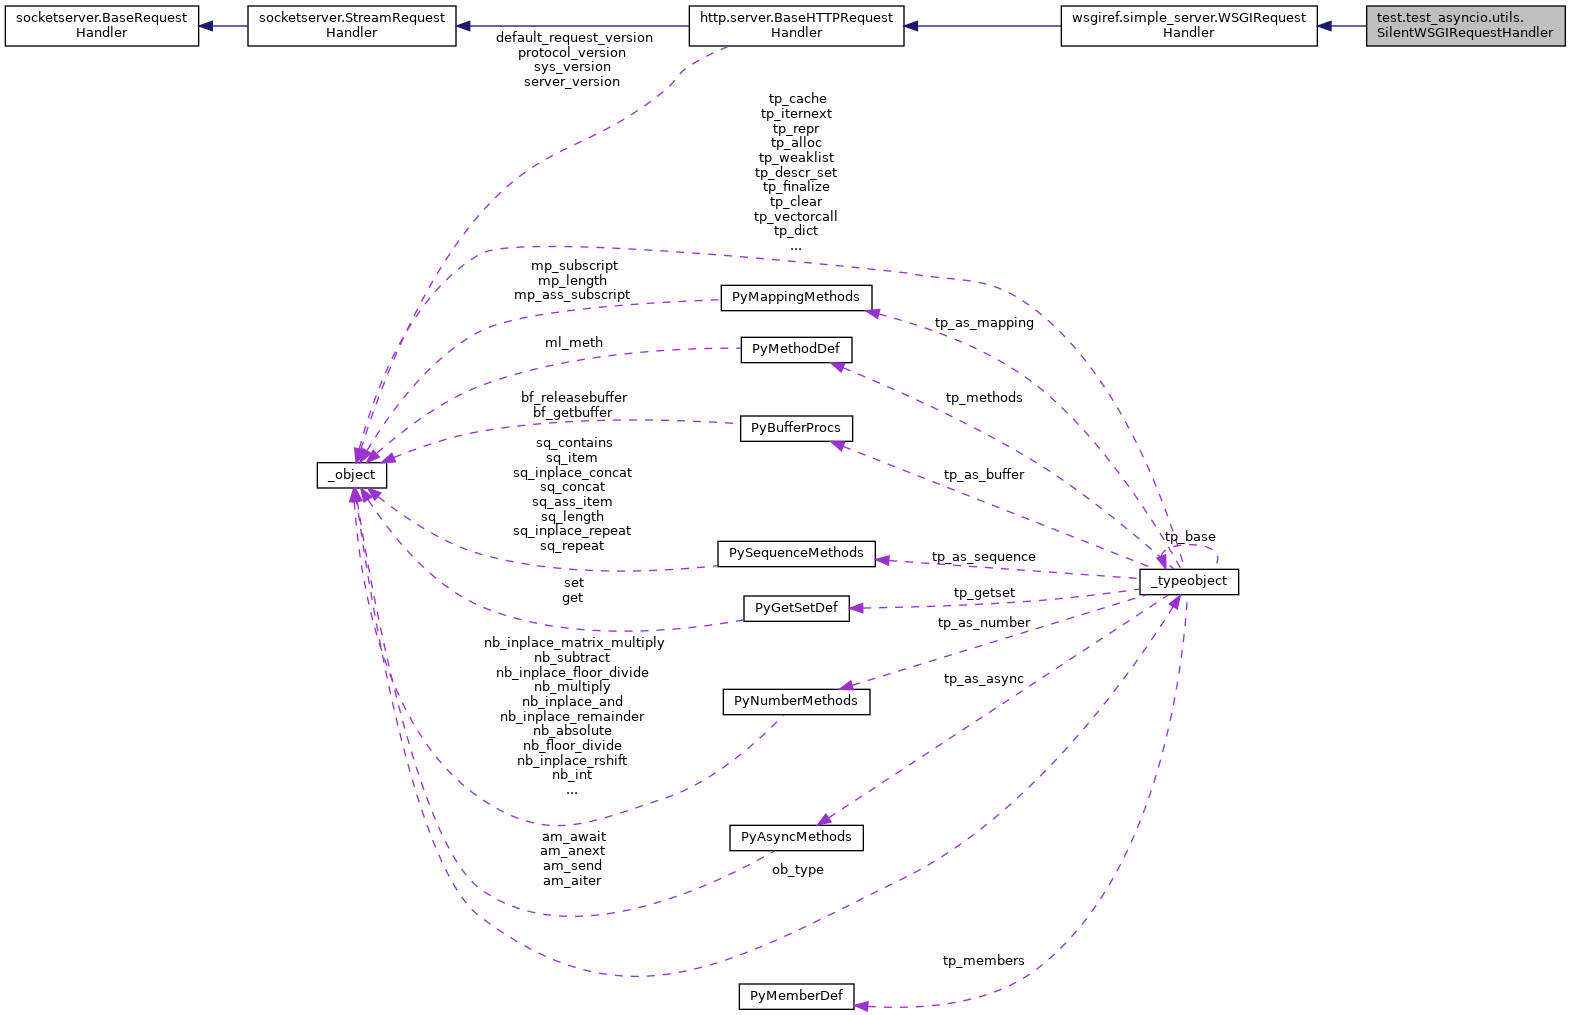 socketserver.BaseRequest
Handler
socketserver.StreamRequest
Handler
http.server.BaseHTTPRequest
Handler
wsgiref.simple_server.WSGIRequest
Handler
test.test_asyncio.utils.
SilentWSGIRequestHandler
default_request_version
protocol_version
sys_version
server_version
tp_cache
tp_iternext
tp_repr
tp_alloc
tp_weaklist
tp_descr_set
tp_finalize
tp_clear
tp_vectorcall
tp_dict
...
mp_subscript
mp_length
mp_ass_subscript
PyMappingMethods
tp_as_mapping
ml_meth
PyMethodDef
tp_methods
bf_releasebuffer
bf_getbuffer
PyBufferProcs
tp_as_buffer
_object
sq_contains
sq_item
sq_inplace_concat
sq_concat
sq_ass_item
sq_length
sq_inplace_repeat
sq_repeat
PySequenceMethods
tp_as_sequence
tp_base
_typeobject
set
get
PyGetSetDef
tp_getset
tp_as_number
nb_inplace_matrix_multiply
nb_subtract
nb_inplace_floor_divide
nb_multiply
nb_inplace_and
nb_inplace_remainder
nb_absolute
nb_floor_divide
nb_inplace_rshift
nb_int
...
PyNumberMethods
tp_as_async
am_await
am_anext
am_send
am_aiter
PyAsyncMethods
ob_type
tp_members
PyMemberDef